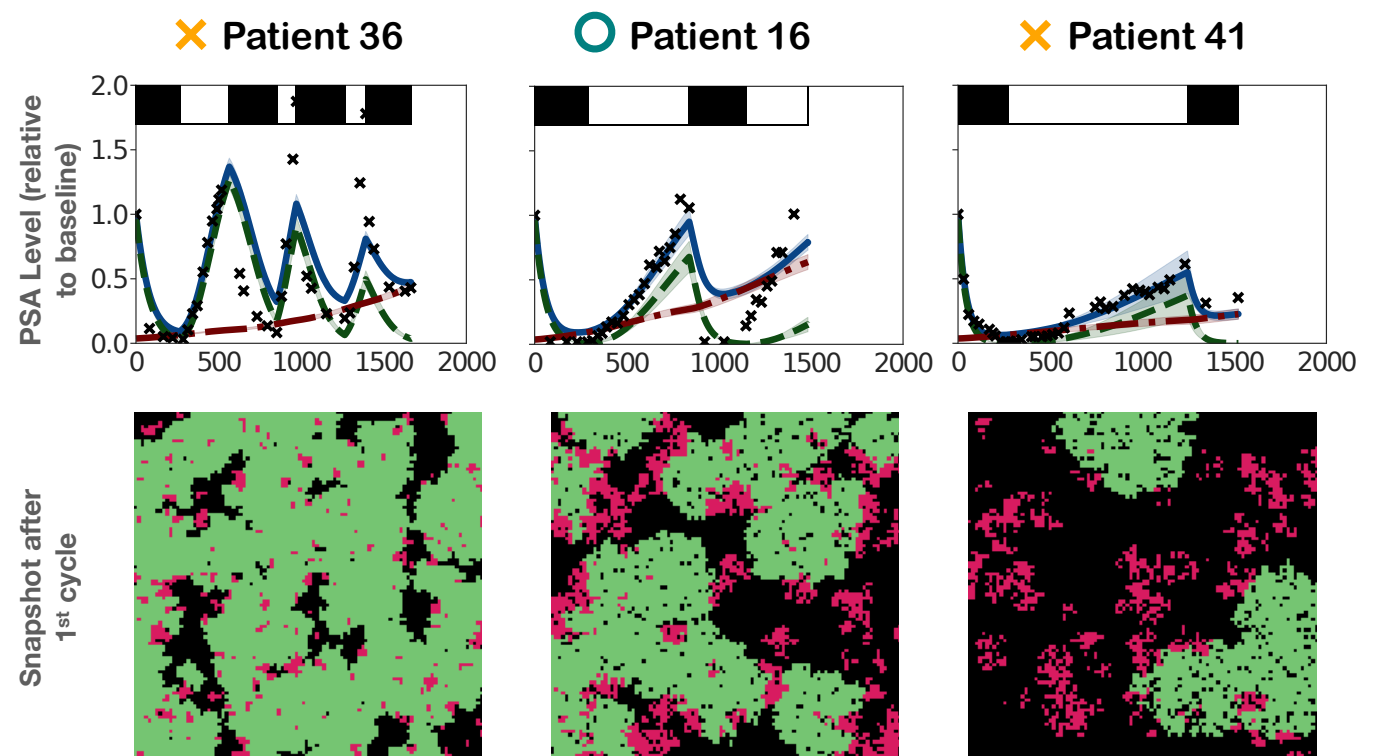 Patient 36
Patient 16
Patient 41
PSA Level (relative
to baseline)
2.0
1.5
1.0
0.5
0.0
0 500 1000 1500 2000
0 500 1000 1500 2000
0 500 1000 1500 2000
Snapshot after
1st cycle